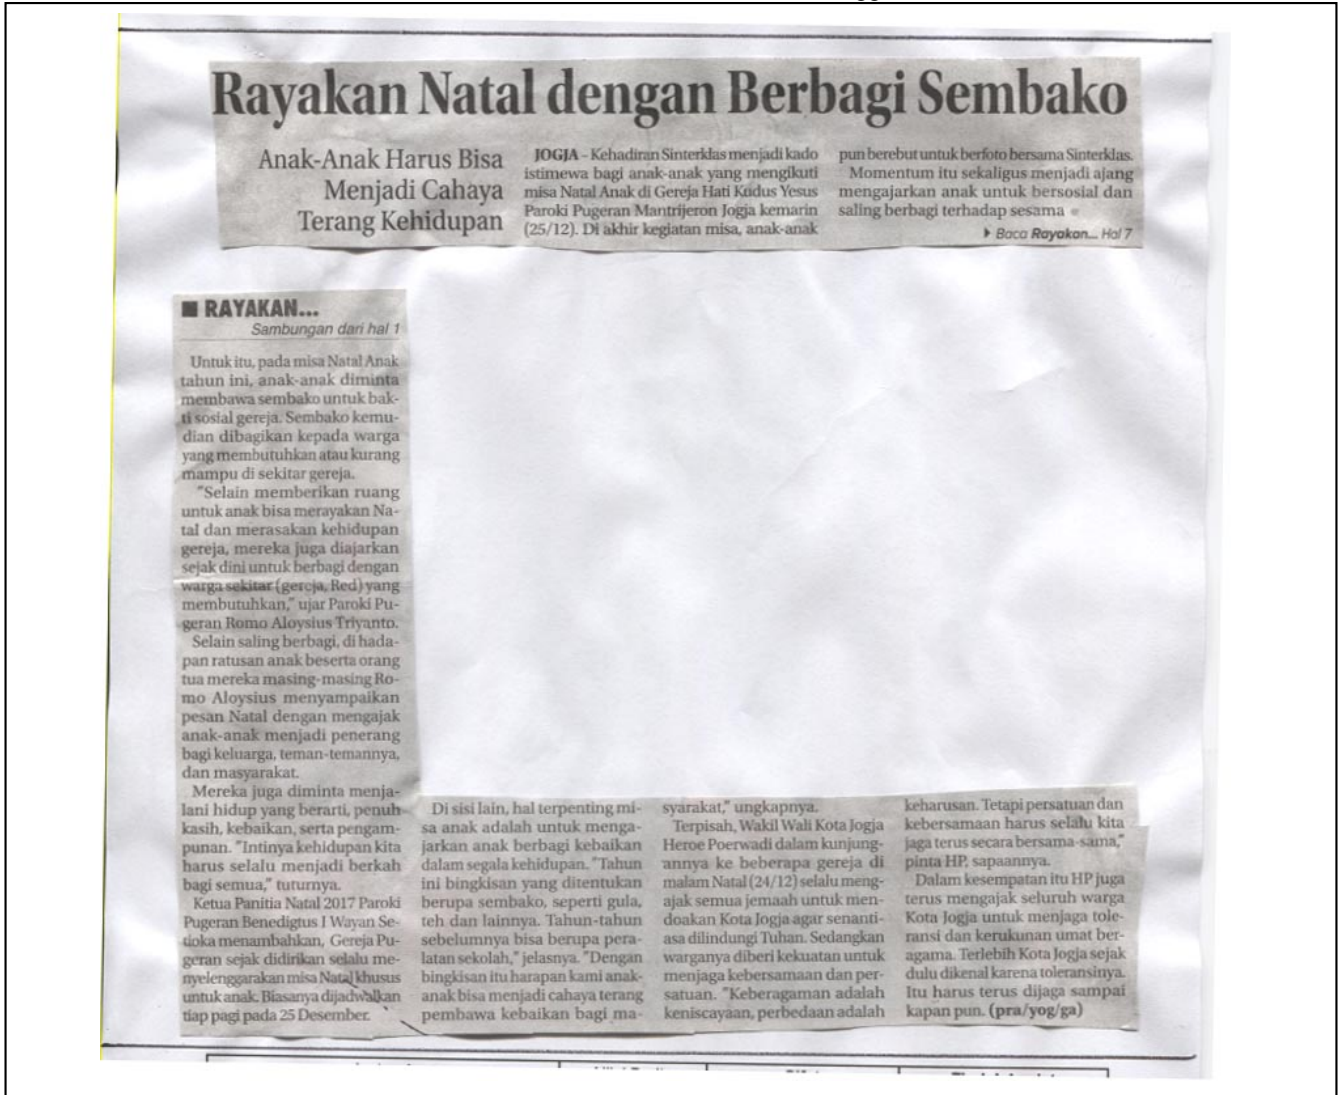 Rayakan Natal dengan Berbagi Sembako
Anak-Anak Harus Bisa
Menjadi Cahaya
Terang Kehidupan
JOGJA – Kehadiran Sinterklas menjadi kado
istimewa bagi anak-anak yang mengikuti
misa Natal Anak di Gereja Hati Kudus Yesus
Paroki Pugeran Mantrijeron Jogja kemarin
(25/12). Di akhir kegiatan misa, anak-anak
pun berebut untuk berfoto bersama Sinterklas.
Momentum itu sekaligus menjadi ajang
mengajarkan anak untuk bersosial dan
saling berbagi terhadap sesama
Baca Rayakan... Hal 7
RAYAKAN...
Sambungan dari hal 1
Untuk itu, pada misa Natal Anak
tahun ini, anak-anak diminta
membawa sembako untuk bak-
ti sosial gereja. Sembako kemu-
dian dibagikan kepada warga
yang membutuhkan atau kurang
mampu di sekitar gereja.
"Selain memberikan ruang
untuk anak bisa merayakan Na-
tal dan merasakan kehidupan
gereja, mereka juga diajarkan
sejak dini untuk berbagi dengan
warga sekitar (gereja, Red) yang
membutuhkan," ujar Paroki Pu-
geran Romo Aloysius Triyanto.
Selain saling berbagi, di hada-
pan ratusan anak beserta orang
tua mereka masing-masing Ro-
mo Aloysius menyampaikan
pesan Natal dengan mengajak
anak-anak menjadi penerang
bagi keluarga, teman-temannya,
dan masyarakat.
Mereka juga diminta menja-
lani hidup yang berarti, penuh
kasih, kebaikan, serta pengam-
punan. "Intinya kehidupan kita
harus selalu menjadi berkah
bagi semua," tuturnya.
Ketua Panitia Natal 2017 Paroki
Pugeran Benedigtus I Wayan Se-
tioka menambahkan, Gereja Pu-
geran sejak didirikan selalu me-
nyelenggarakan misa Natal khusus
untuk anak. Biasanya dijadwalkan
tiap pagi pada 25 Desember.
Di sisi lain, hal terpenting mi-
sa anak adalah untuk menga-
jarkan anak berbagi kebaikan
dalam segala kehidupan. "Tahun
ini bingkisan yang ditentukan
berupa sembako, seperti gula,
teh dan lainnya. Tahun-tahun
sebelumnya bisa berupa pera-
latan sekolah," jelasnya. "Dengan
bingkisan itu harapan kami anak-
anak bisa menjadi cahaya terang
pembawa kebaikan bagi ma-
syarakat," ungkapnya.
Terpisah, Wakil Wali Kota Jogja
Heroe Poerwadi dalam kunjung-
annya ke beberapa gereja di
malam Natal (24/12) selalu meng-
ajak semua jemaah untuk men-
doakan Kota Jogja agar senanti-
asa dilindungi Tuhan. Sedangkan
warganya diberi kekuatan untuk
menjaga kebersamaan dan per-
satuan. "Keberagaman adalah
keniscayaan, perbedaan adalah
keharusan. Tetapi persatuan dan
kebersamaan harus selalu kita
jaga terus secara bersama-sama,"
pinta HP, sapaannya.
Dalam kesempatan itu HP juga
terus mengajak seluruh warga
Kota Jogja untuk menjaga tole-
ransi dan kerukunan umat ber-
agama. Terlebih Kota Jogja sejak
dulu dikenal karena toleransinya.
Itu harus terus dijaga sampai
kapan pun. (pra/yog/ga)